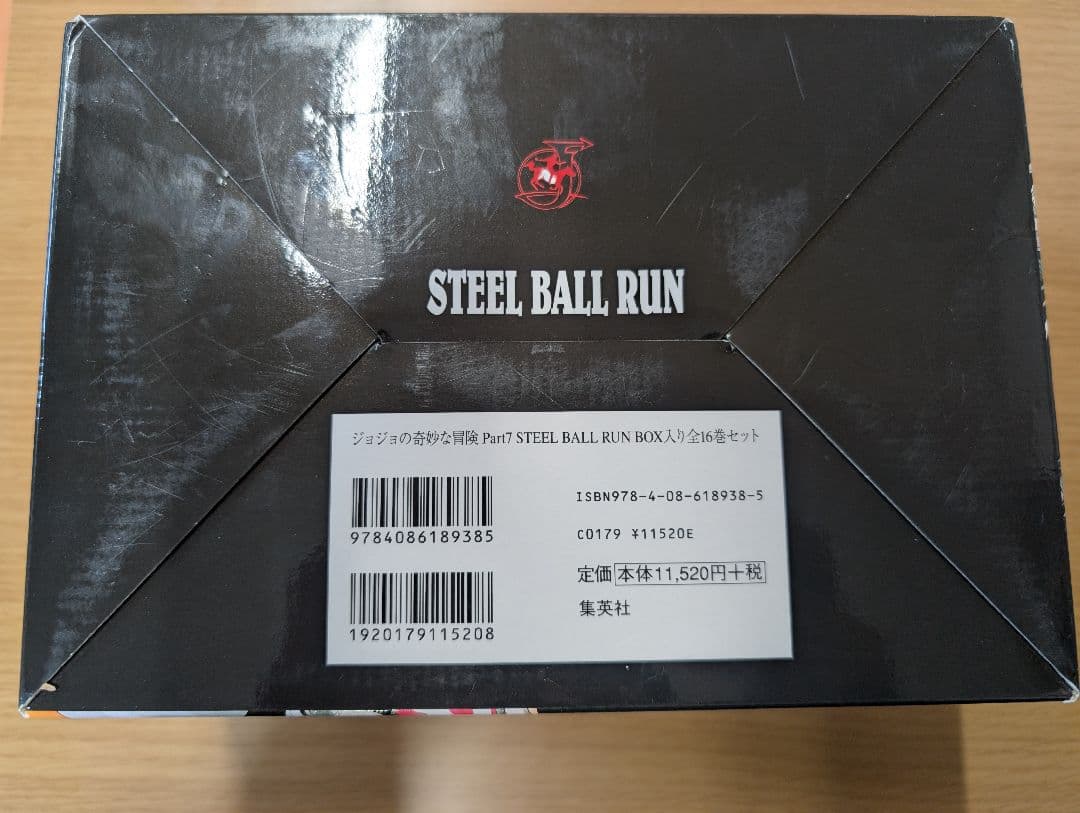 STEEL BALL RUN
ジョジョの奇妙な冒険 Part7 STEEL BALL RUN BOX入り全16巻セット
ISBN978-4-08-618938-5
9784086189385
C0179 ¥11520E
定価 本体11,520円+税
集英社
1920179115208